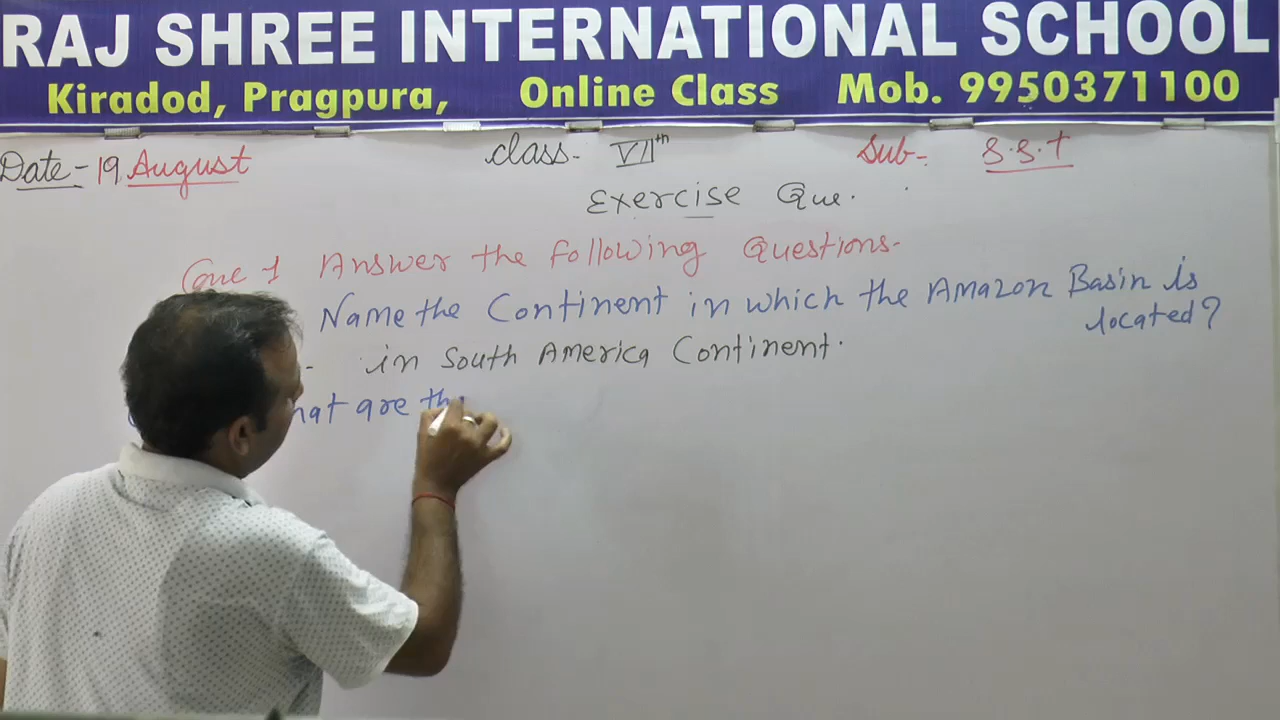 RAJ SHREE INTERNATIONAL SCHOOL
Kiradod, Pragpura, Online Class Mob. 9950371100
Date - 19 August class - VIIth Sub - S.S.T
Exercise Que.
Que 1 Answer the following Questions-
Name the Continent in which the Amazon Basin is
located?
- in South America Continent.
hat are th